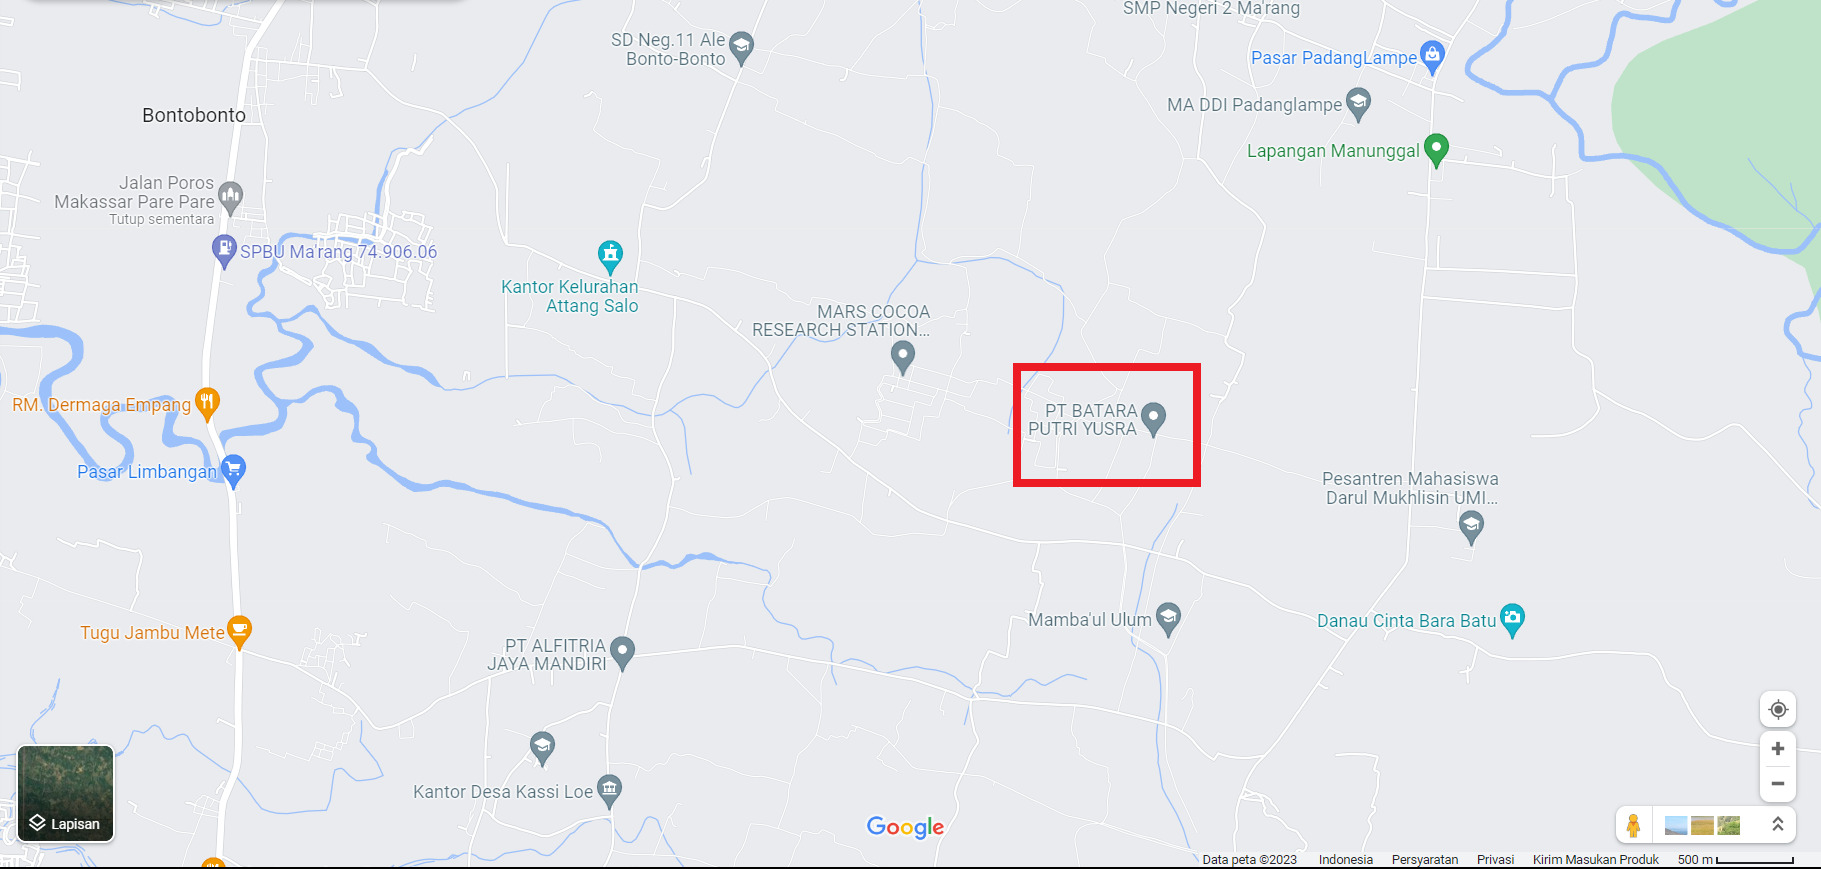 SMP Negeri 2 Ma'rang
SD Neg.11 Ale
Bonto-Bonto
Pasar PadangLampe
MA DDI Padanglampe
Bontobonto
Lapangan Manunggal
Jalan Poros
Makassar Pare Pare
Tutup sementara
SPBU Ma'rang 74.906.06
Kantor Kelurahan
Attang Salo
MARS COCOA
RESEARCH STATION...
RM. Dermaga Empang
PT BATARA
PUTRI YUSRA
Pasar Limbangan
Pesantren Mahasiswa
Darul Mukhlisin UMI...
Tugu Jambu Mete
Mamba'ul Ulum
Danau Cinta Bara Batu
PT ALFITRIA
JAYA MANDIRI
Kantor Desa Kassi Loe
Lapisan
Google
Data peta ©2023 Indonesia Persyaratan Privasi Kirim Masukan Produk 500 m